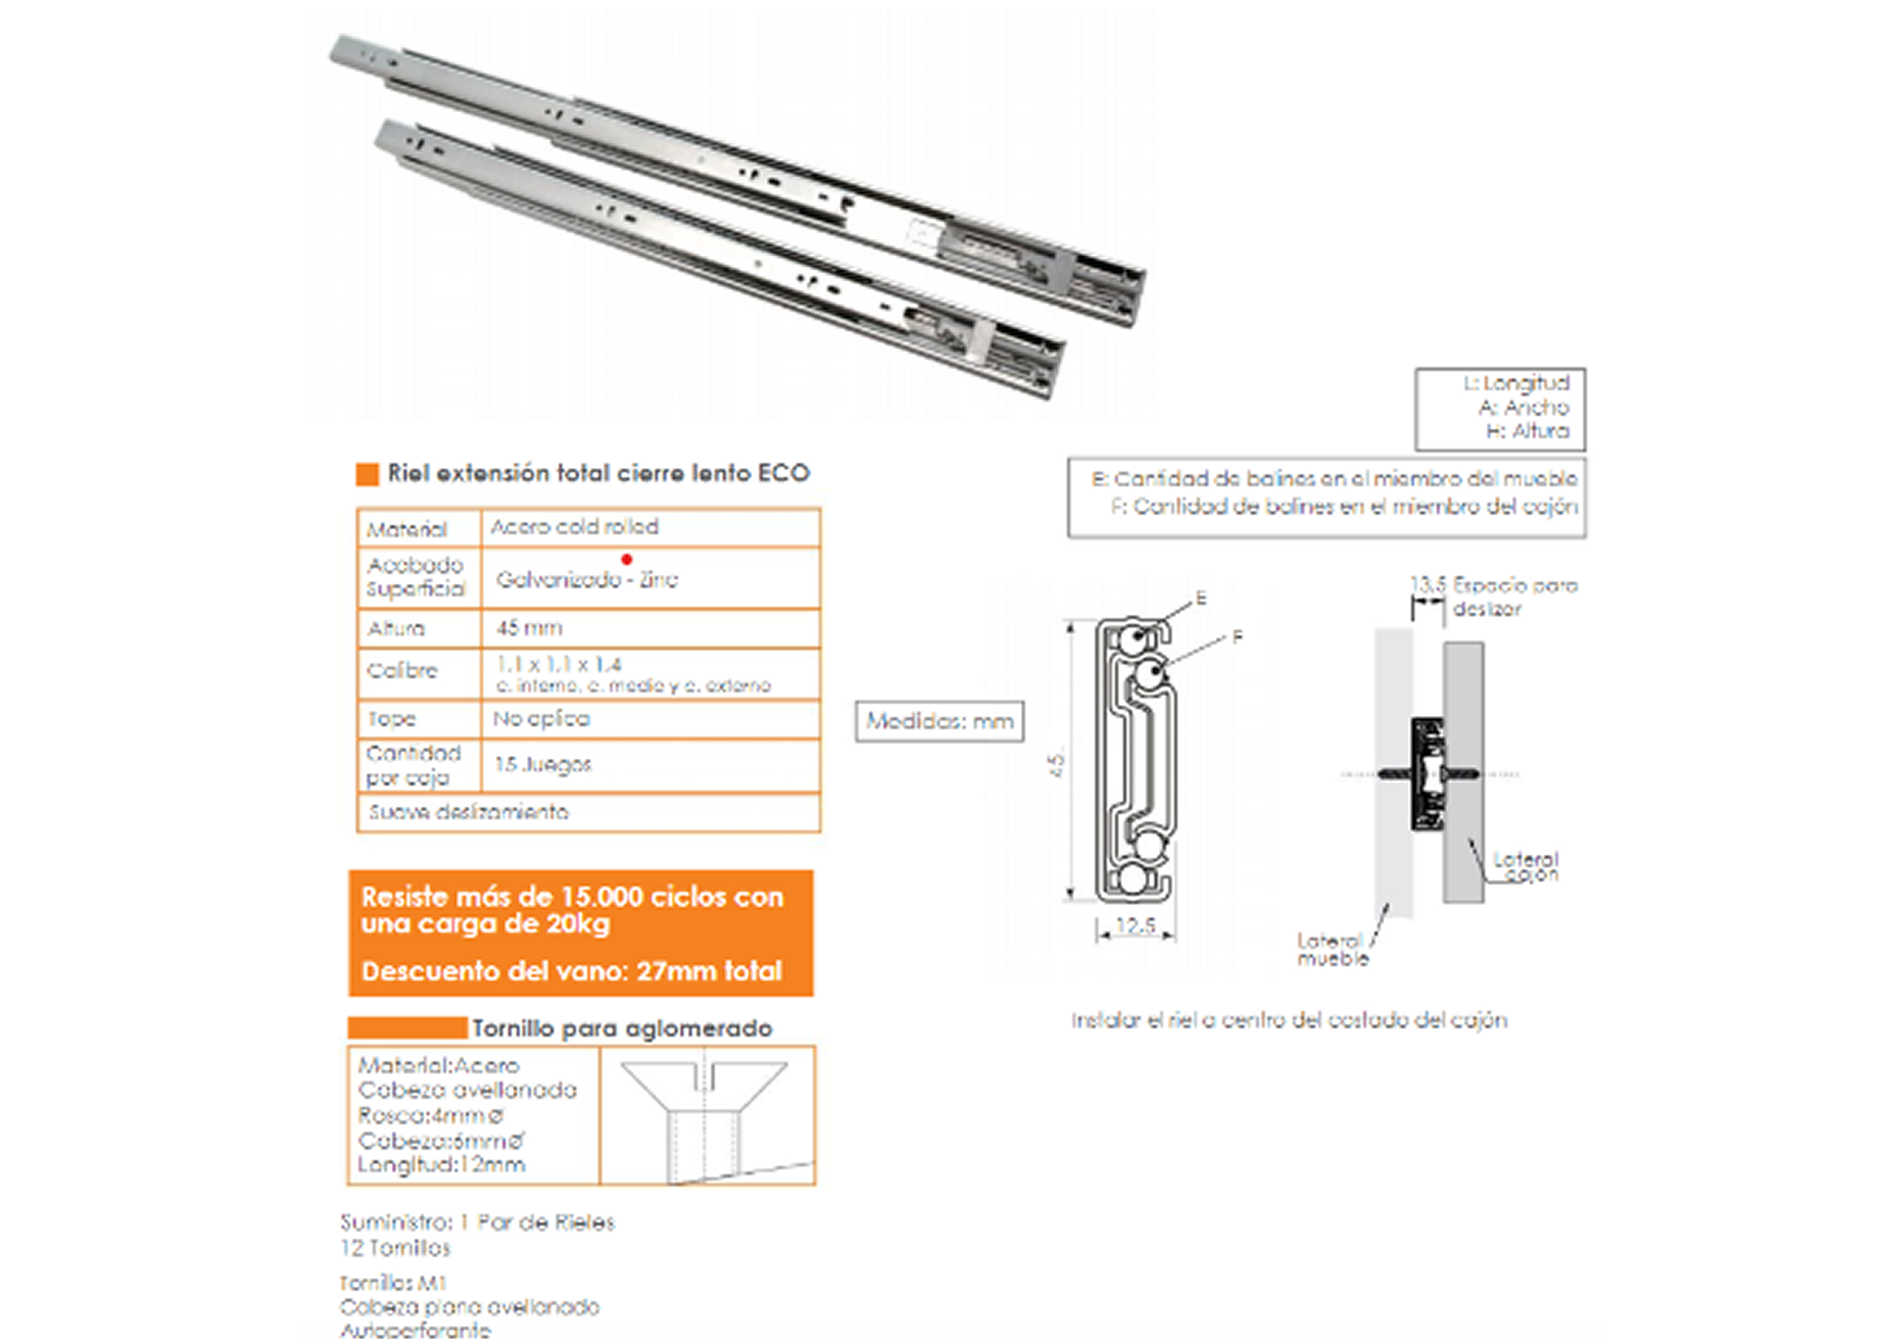 L: Longitud
A: Ancho
H: Altura
Riel extensión total cierre lento ECO
E: Cantidad de balines en el miembro del mueble
F: Cantidad de balines en el miembro del cajón
Material Acero cold rolled
Acabado Superficial Galvanizado - Zinc
Altura 45 mm
Calibre 1,1 x 1,1 x 1,4
e. interno, e. medio y e. externo
Tope No aplica
Cantidad por caja 15 Juegos
Suave deslizamiento
Medidas: mm
E
F
45
12,5
13,5 Espacio para
deslizar
Lateral
cajón
Lateral
mueble
Instalar el riel a centro del costado del cajón
Resiste más de 15.000 ciclos con
una carga de 20kg
Descuento del vano: 27mm total
Tornillo para aglomerado
Material:Acero
Cabeza avellanada
Rosca:4mmø
Cabeza:6mmø
Longitud:12mm
Suministro: 1 Par de Rieles
12 Tornillos
Tornillos M1
Cabeza plana avellanado
Autoperforante